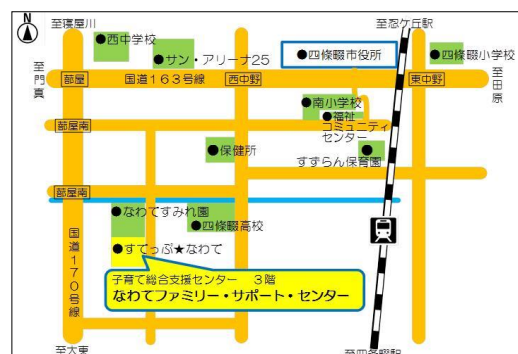 N
至寝屋川
至忍ケ丘駅
●西中学校
●サン・アリーナ25
●四條畷市役所
●四條畷小学校
至門真
至田原
蔀屋
国道163号線
西中野
東中野
●南小学校
●福祉
コミュニティ
センター
蔀屋南
●保健所
すずらん保育園
蔀屋南
●なわてすみれ園
●四條畷高校
国道170号線
●すてっぷ★なわて
子育て総合支援センター 3階
なわてファミリー・サポート・センター
至大東
至四条畷駅